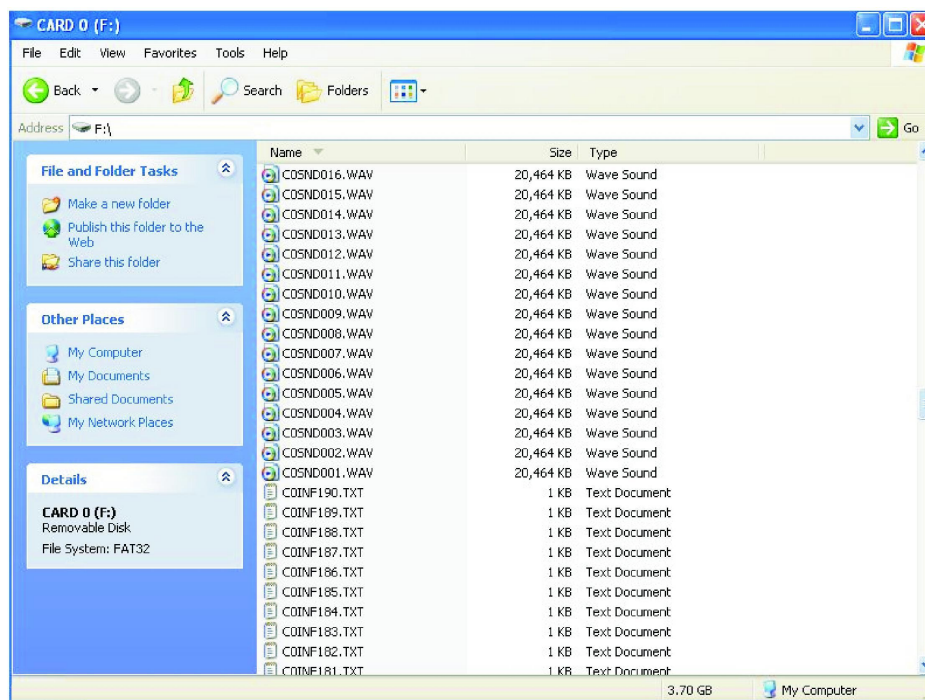 CARD 0 (F:)
File Edit View Favorites Tools Help
Back Search Folders
Address F:\ Go
File and Folder Tasks
Make a new folder
Publish this folder to the
Web
Share this folder
Other Places
My Computer
My Documents
Shared Documents
My Network Places
Details
CARD 0 (F:)
Removable Disk
File System: FAT32
Name Size Type
C0SND016.WAV 20,464 KB Wave Sound
C0SND015.WAV 20,464 KB Wave Sound
C0SND014.WAV 20,464 KB Wave Sound
C0SND013.WAV 20,464 KB Wave Sound
C0SND012.WAV 20,464 KB Wave Sound
C0SND011.WAV 20,464 KB Wave Sound
C0SND010.WAV 20,464 KB Wave Sound
C0SND009.WAV 20,464 KB Wave Sound
C0SND008.WAV 20,464 KB Wave Sound
C0SND007.WAV 20,464 KB Wave Sound
C0SND006.WAV 20,464 KB Wave Sound
C0SND005.WAV 20,464 KB Wave Sound
C0SND004.WAV 20,464 KB Wave Sound
C0SND003.WAV 20,464 KB Wave Sound
C0SND002.WAV 20,464 KB Wave Sound
C0SND001.WAV 20,464 KB Wave Sound
C0INF190.TXT 1 KB Text Document
C0INF189.TXT 1 KB Text Document
C0INF188.TXT 1 KB Text Document
C0INF187.TXT 1 KB Text Document
C0INF186.TXT 1 KB Text Document
C0INF185.TXT 1 KB Text Document
C0INF184.TXT 1 KB Text Document
C0INF183.TXT 1 KB Text Document
C0INF182.TXT 1 KB Text Document
C0INF181.TXT 1 KB Text Document
3.70 GB My Computer